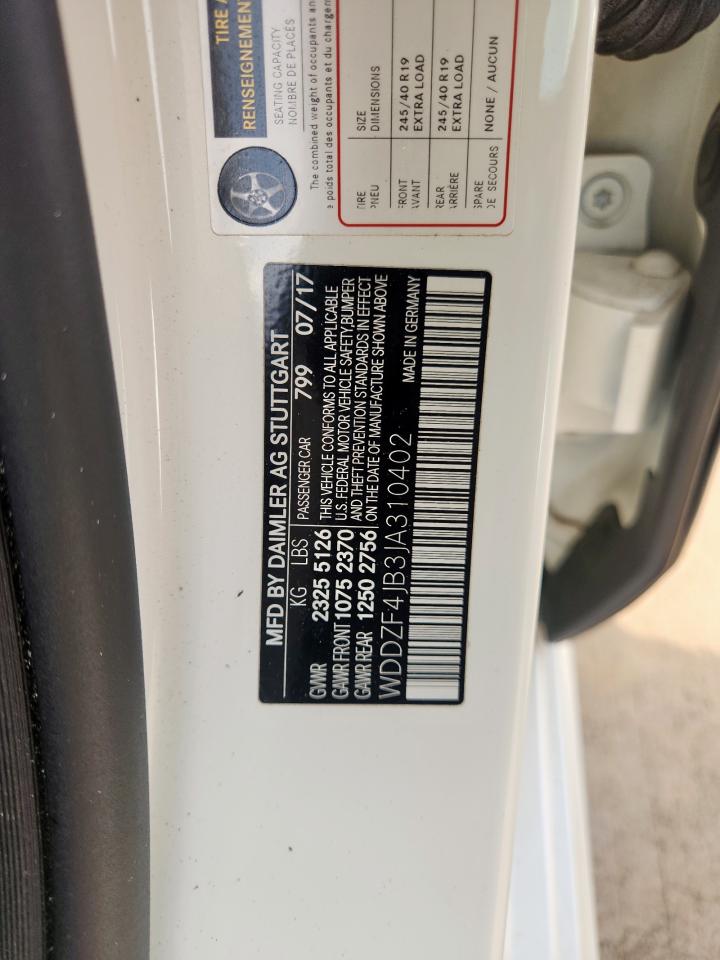 TIRE
RENSEIGNEMENT
SEATING CAPACITY
NOMBRE DE PLACES
The combined weight of occupants
poids total des occupants et du
TIRE SIZE
PNEU DIMENSIONS
FRONT 245/40 R19
AVANT EXTRA LOAD
REAR 245/40 R19
ARRIÈRE EXTRA LOAD
SPARE NONE / AUCUN
DE SECOURS
MFD BY DAIMLER AG STUTTGART
KG LBS PASSENGER CAR 799 07/17
GVWR 2325 5126 THIS VEHICLE CONFORMS TO ALL APPLICABLE
GAWR FRONT 1075 2370 U.S. FEDERAL MOTOR VEHICLE SAFETY,BUMPER
AND THEFT PREVENTION STANDARDS IN EFFECT
GAWR REAR 1250 2756 ON THE DATE OF MANUFACTURE SHOWN ABOVE
WDDZF4JB3JA310402 MADE IN GERMANY